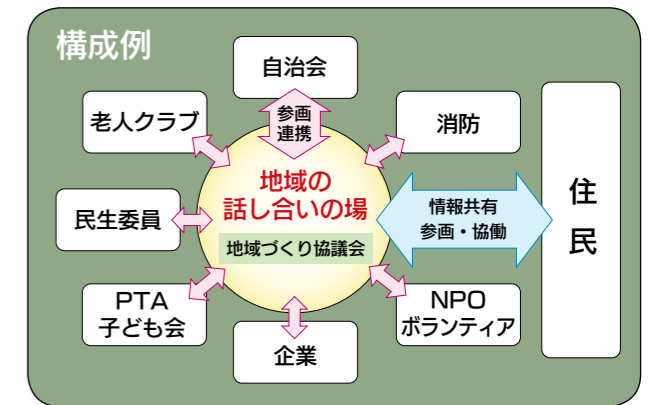 構成例
自治会
老人クラブ
参画
連携
消防
地域の
話し合いの場
地域づくり協議会
民生委員
情報共有
参画・協働
住
民
PTA
子ども会
企業
NPO
ボランティア